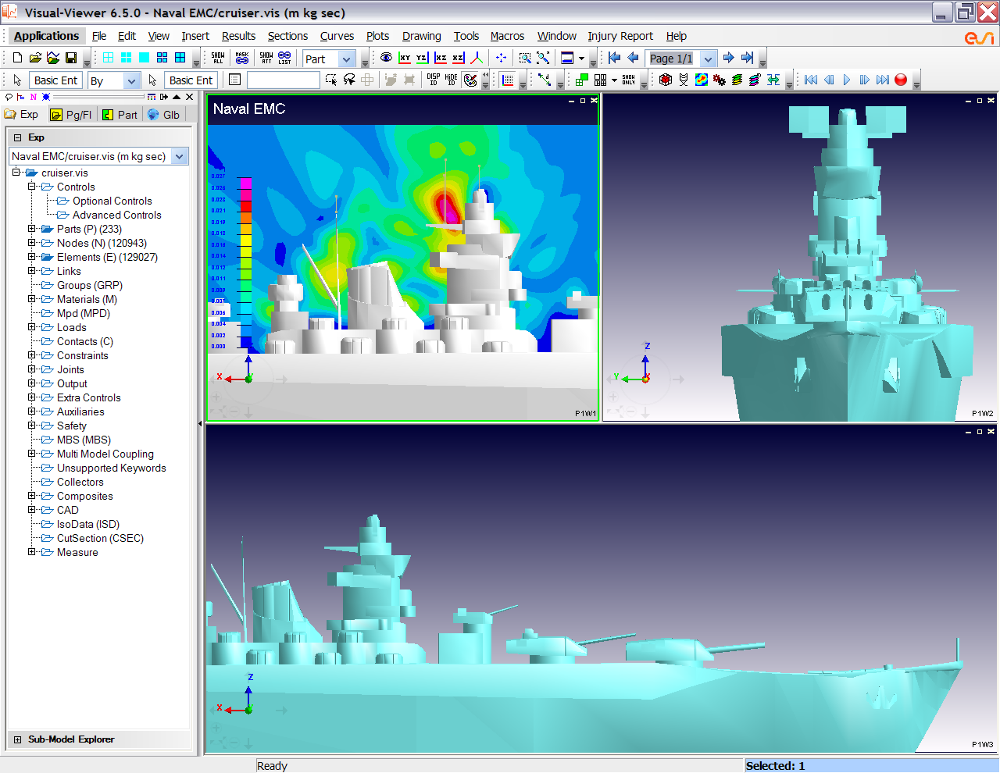 Visual-Viewer 6.5.0 - Naval EMC/cruiser.vis (m kg sec)
Applications File Edit View Insert Results Sections Curves Plots Drawing Tools Macros Window Injury Report Help
esi
SHOW ALL MASK SHOW ATT LIST Part XY YZ XZ XZ Page 1/1
Basic Ent By Basic Ent DISP ID HIDE ID SHOW ONLY
N
Exp Pg/Fl Part Glb
Exp
Naval EMC/cruiser.vis (m kg sec)
cruiser.vis
Controls
Optional Controls
Advanced Controls
Parts (P) (233)
Nodes (N) (120943)
Elements (E) (129027)
Links
Groups (GRP)
Materials (M)
Mpd (MPD)
Loads
Contacts (C)
Constraints
Joints
Output
Extra Controls
Auxiliaries
Safety
MBS (MBS)
Multi Model Coupling
Unsupported Keywords
Collectors
Composites
CAD
IsoData (ISD)
CutSection (CSEC)
Measure
Sub-Model Explorer
Naval EMC
0.027
0.026
0.023
0.021
0.019
0.018
0.016
0.014
0.013
0.011
0.009
0.007
0.006
0.004
0.002
0.000
X
P1W1
Z
Y X
P1W2
Z
X Y
P1W3
Ready
Selected: 1